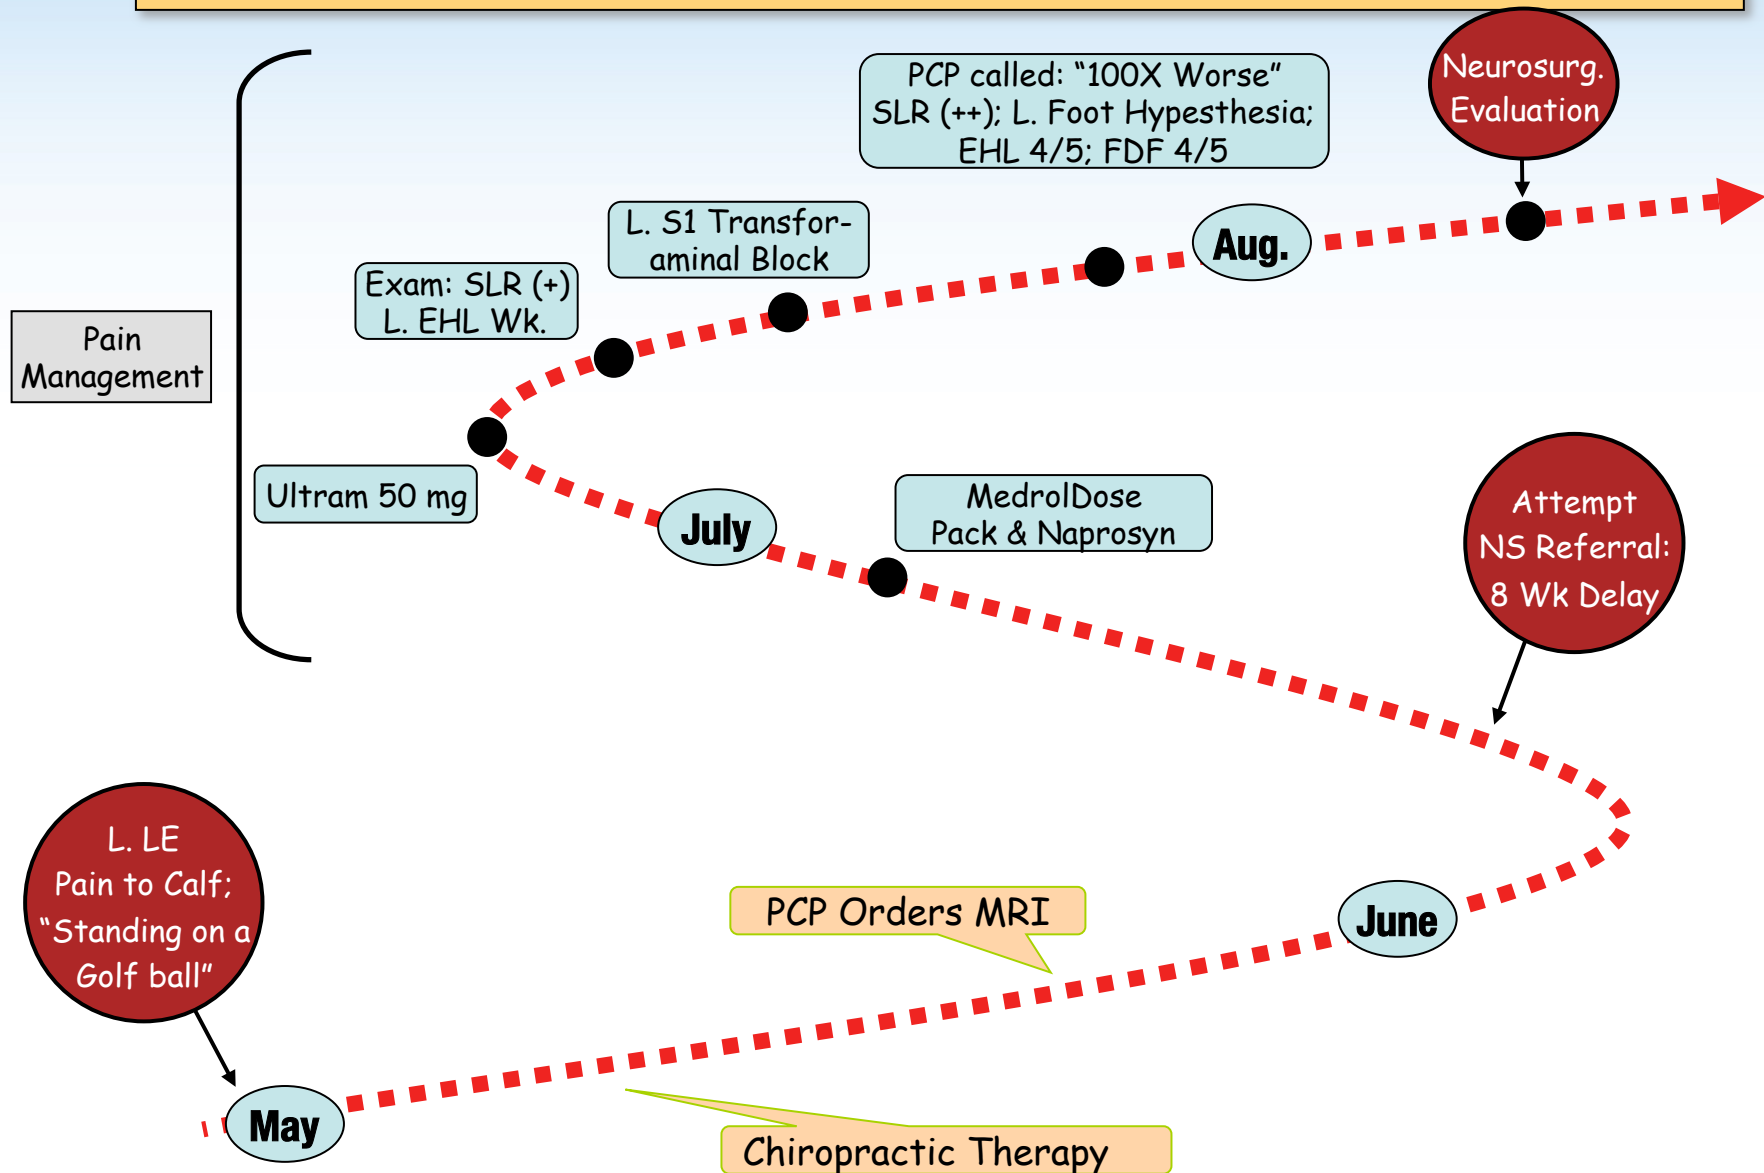 PCP called: “100X Worse”
SLR (++); L. Foot Hypesthesia;
EHL 4/5; FDF 4/5
Neurosurg.
Evaluation
L. S1 Transfor-
aminal Block
Aug.
Exam: SLR (+)
L. EHL Wk.
Pain
Management
Ultram 50 mg
July
MedrolDose
Pack & Naprosyn
Attempt
NS Referral:
8 Wk Delay
L. LE
Pain to Calf;
“Standing on a
Golf ball”
PCP Orders MRI
June
May
Chiropractic Therapy